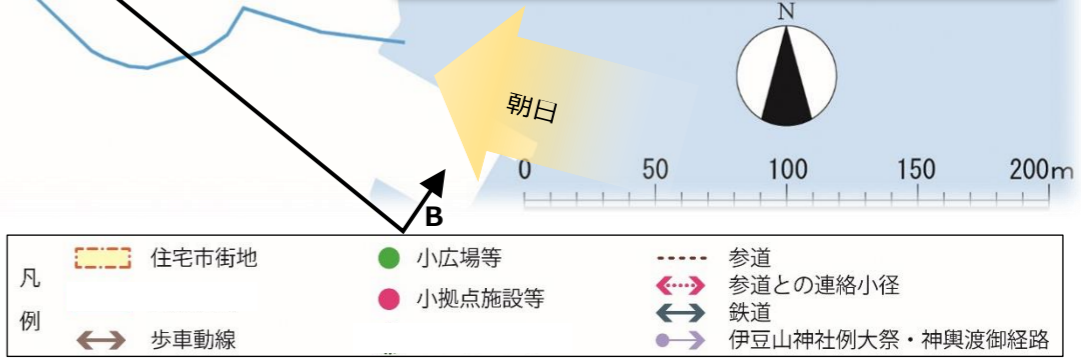 N
朝日
0 50 100 150 200m
B
凡例
住宅市街地
歩車動線
小広場等
小拠点施設等
参道
参道との連絡小径
鉄道
伊豆山神社例大祭・神輿渡御経路